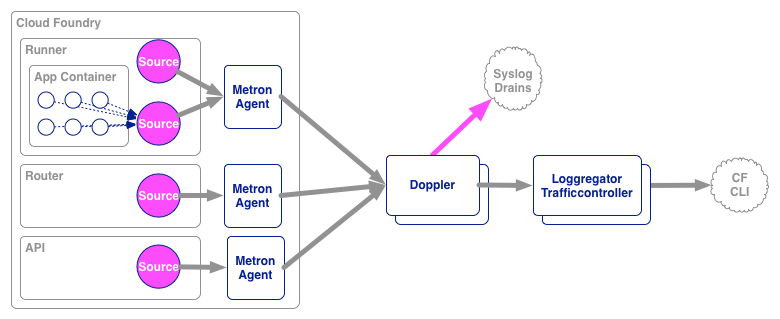 Cloud Foundry
Runner
App Container
Source
Source
Metron
Agent
Router
Source
Metron
Agent
API
Source
Metron
Agent
Syslog
Drains
Doppler
Loggregator
Trafficcontroller
CF
CLI